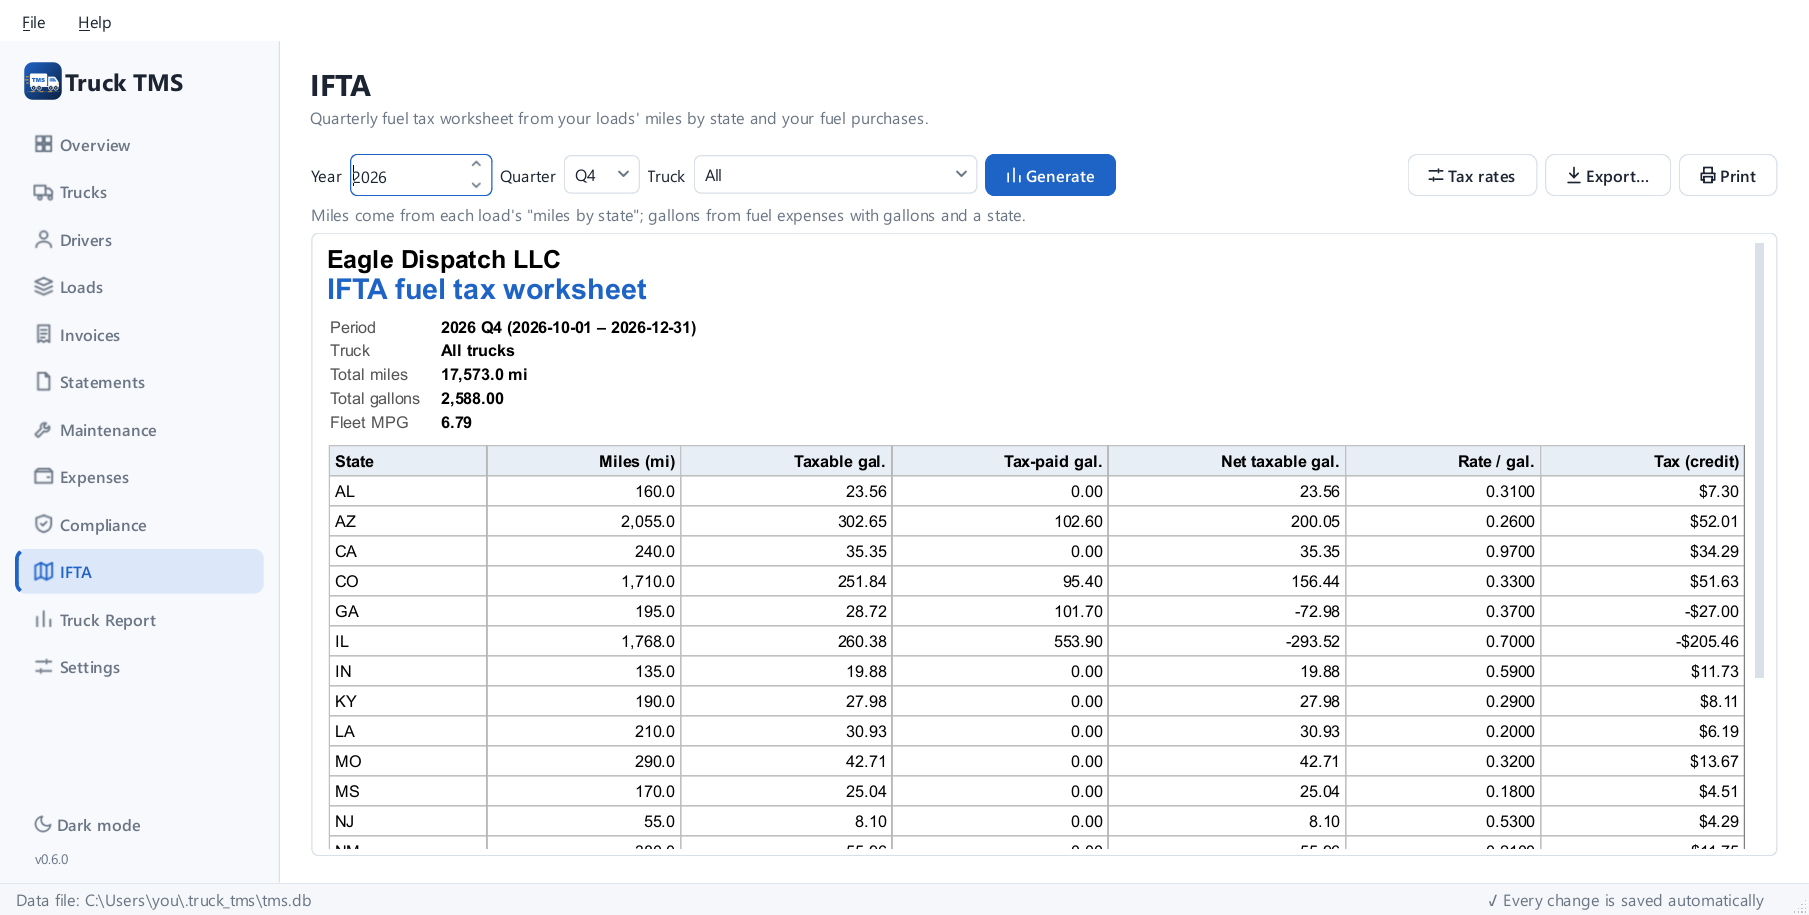 File Help
Truck TMS
Overview
Trucks
Drivers
Loads
Invoices
Statements
Maintenance
Expenses
Compliance
IFTA
Truck Report
Settings
Dark mode
v0.6.0
IFTA
Quarterly fuel tax worksheet from your loads' miles by state and your fuel purchases.
Year 2026 Quarter Q4 Truck All Generate Tax rates Export... Print
Miles come from each load's "miles by state"; gallons from fuel expenses with gallons and a state.
Eagle Dispatch LLC
IFTA fuel tax worksheet
Period 2026 Q4 (2026-10-01 – 2026-12-31)
Truck All trucks
Total miles 17,573.0 mi
Total gallons 2,588.00
Fleet MPG 6.79
State Miles (mi) Taxable gal. Tax-paid gal. Net taxable gal. Rate / gal. Tax (credit)
AL 160.0 23.56 0.00 23.56 0.3100 $7.30
AZ 2,055.0 302.65 102.60 200.05 0.2600 $52.01
CA 240.0 35.35 0.00 35.35 0.9700 $34.29
CO 1,710.0 251.84 95.40 156.44 0.3300 $51.63
GA 195.0 28.72 101.70 -72.98 0.3700 -$27.00
IL 1,768.0 260.38 553.90 -293.52 0.7000 -$205.46
IN 135.0 19.88 0.00 19.88 0.5900 $11.73
KY 190.0 27.98 0.00 27.98 0.2900 $8.11
LA 210.0 30.93 0.00 30.93 0.2000 $6.19
MO 290.0 42.71 0.00 42.71 0.3200 $13.67
MS 170.0 25.04 0.00 25.04 0.1800 $4.51
NJ 55.0 8.10 0.00 8.10 0.5300 $4.29
Data file: C:\Users\you\.truck_tms\tms.db
✓ Every change is saved automatically